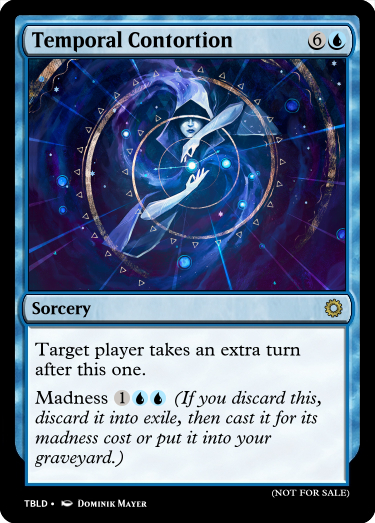 Temporal Contortion 6
Sorcery
Target player takes an extra turn
after this one.
Madness 1 (If you discard this,
discard it into exile, then cast it for its
madness cost or put it into your
graveyard.)
(NOT FOR SALE)
TBLD • Dominik Mayer